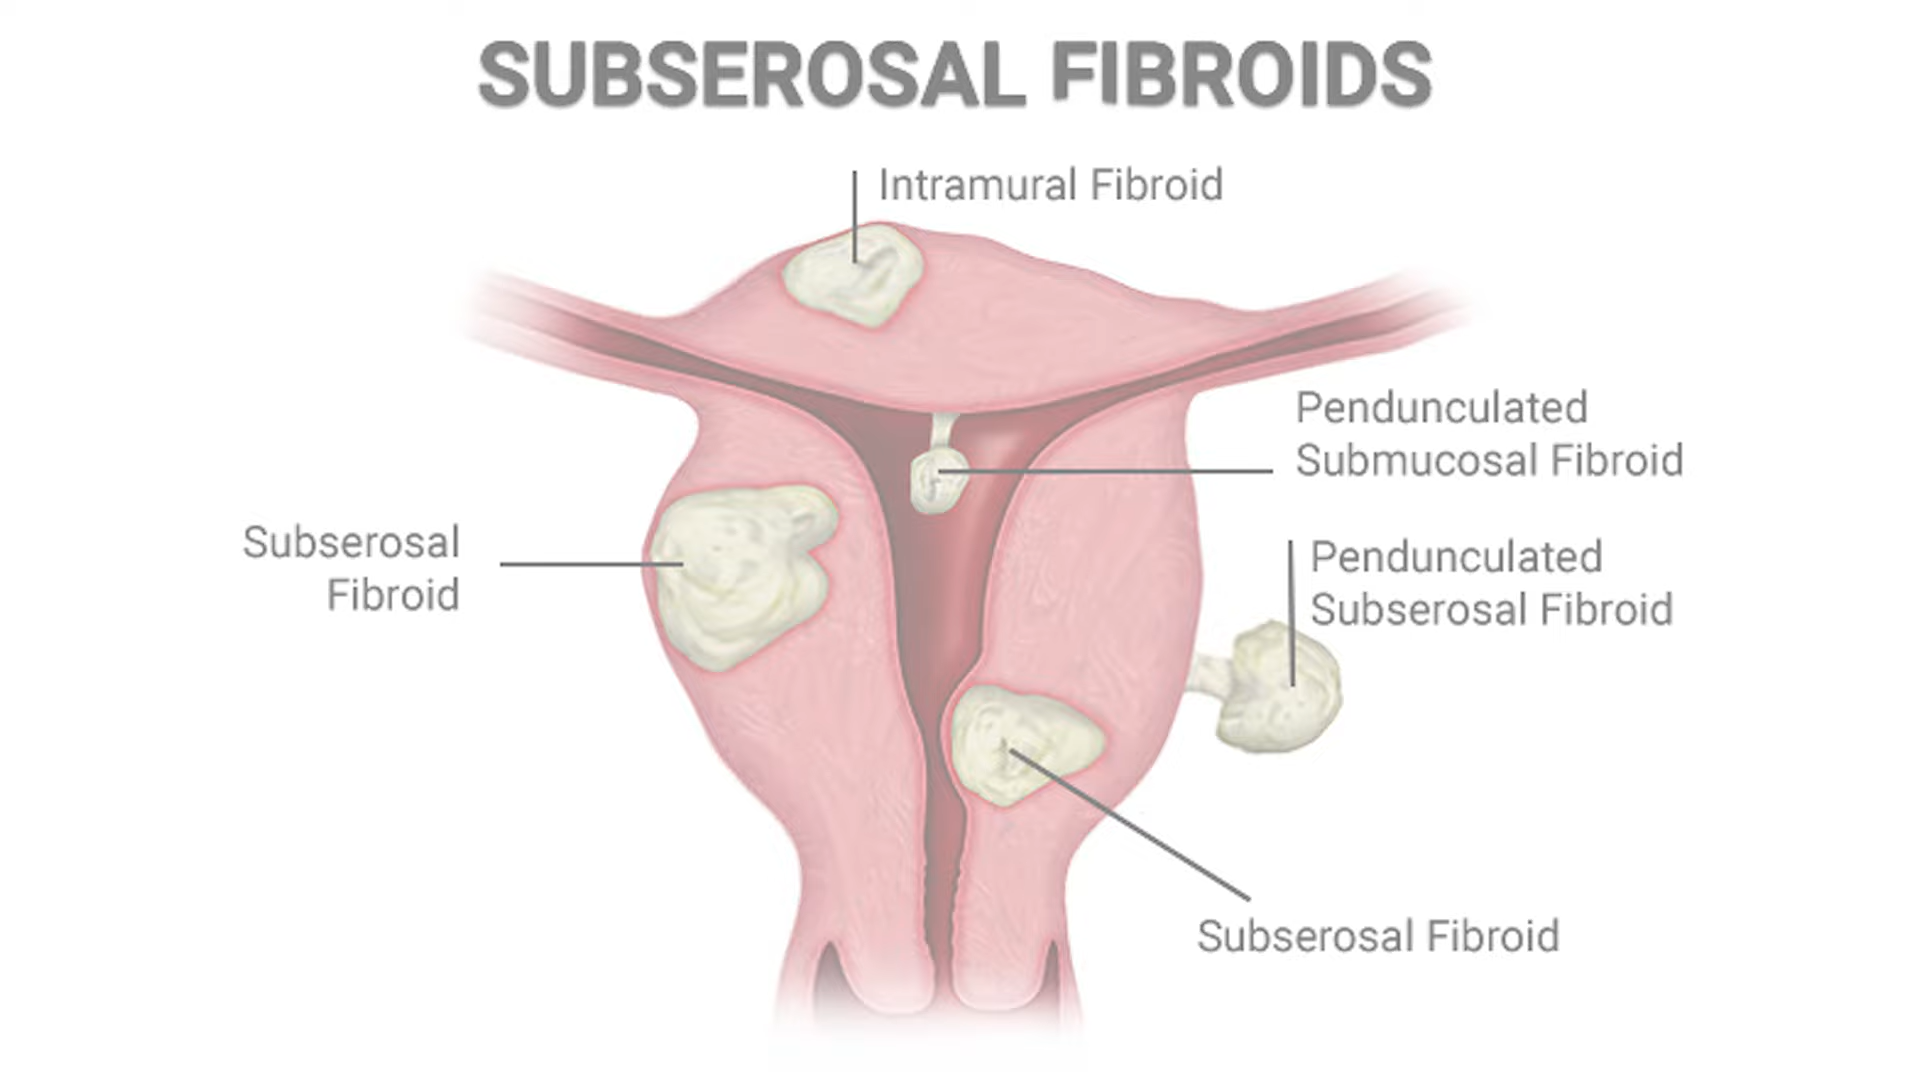 SUBSEROSAL FIBROIDS
Intramural Fibroid
Pendunculated
Submucosal Fibroid
Subserosal
Fibroid
Pendunculated
Subserosal Fibroid
Subserosal Fibroid